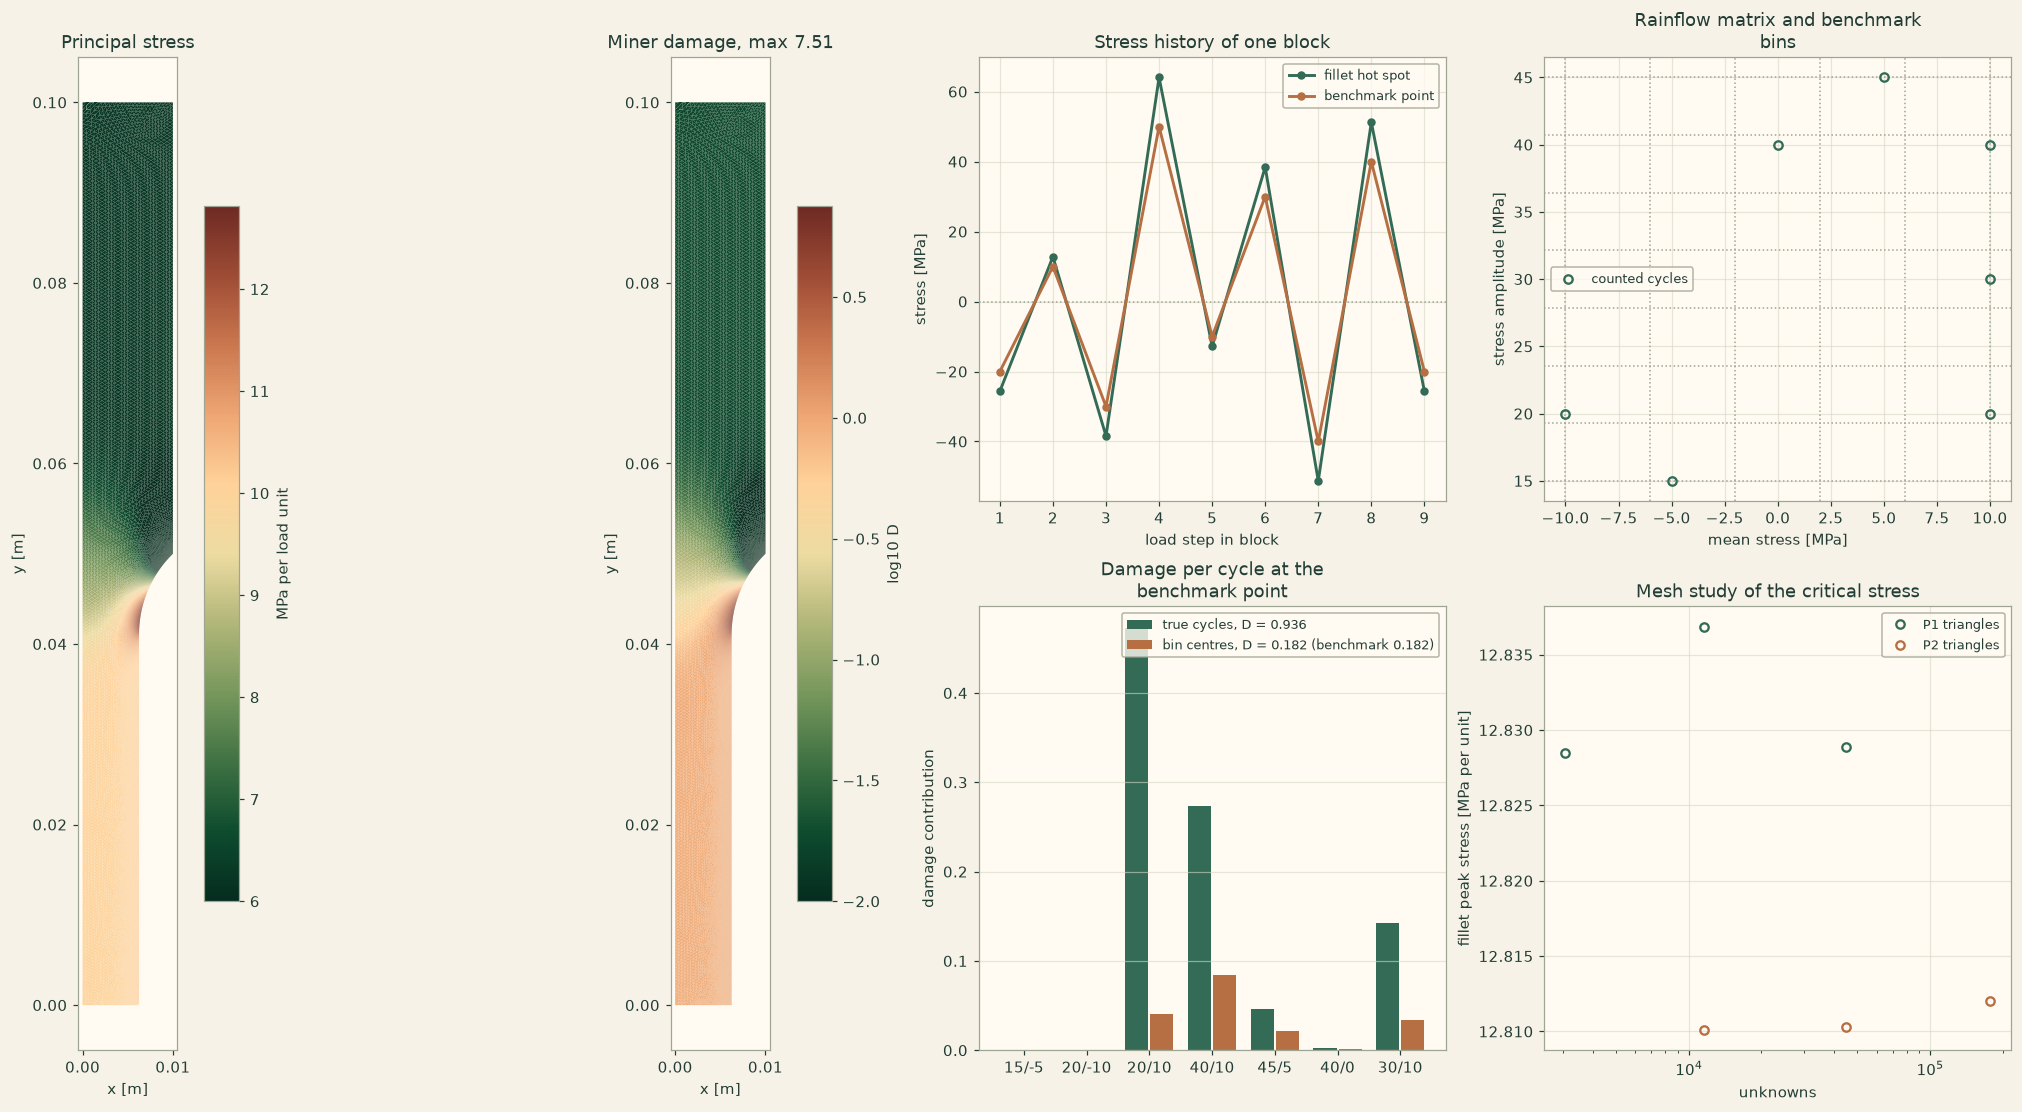 Principal stress
0.10
0.08
0.06
0.04
0.02
0.00
y [m]
0.00 0.01
x [m]
12
11
10
9
8
7
6
MPa per load unit
Miner damage, max 7.51
0.10
0.08
0.06
0.04
0.02
0.00
y [m]
0.00 0.01
x [m]
0.5
0.0
−0.5
−1.0
−1.5
−2.0
log10 D
Stress history of one block
fillet hot spot
benchmark point
60
40
20
0
−20
−40
stress [MPa]
1 2 3 4 5 6 7 8 9
load step in block
Rainflow matrix and benchmark
bins
45
40
35
30
25
20
15
stress amplitude [MPa]
counted cycles
−10.0 −7.5 −5.0 −2.5 0.0 2.5 5.0 7.5 10.0
mean stress [MPa]
Damage per cycle at the
benchmark point
true cycles, D = 0.936
bin centres, D = 0.182 (benchmark 0.182)
0.4
0.3
0.2
0.1
0.0
damage contribution
15/-5 20/-10 20/10 40/10 45/5 40/0 30/10
Mesh study of the critical stress
P1 triangles
P2 triangles
12.835
12.830
12.825
12.820
12.815
12.810
fillet peak stress [MPa per unit]
10⁴ 10⁵
unknowns